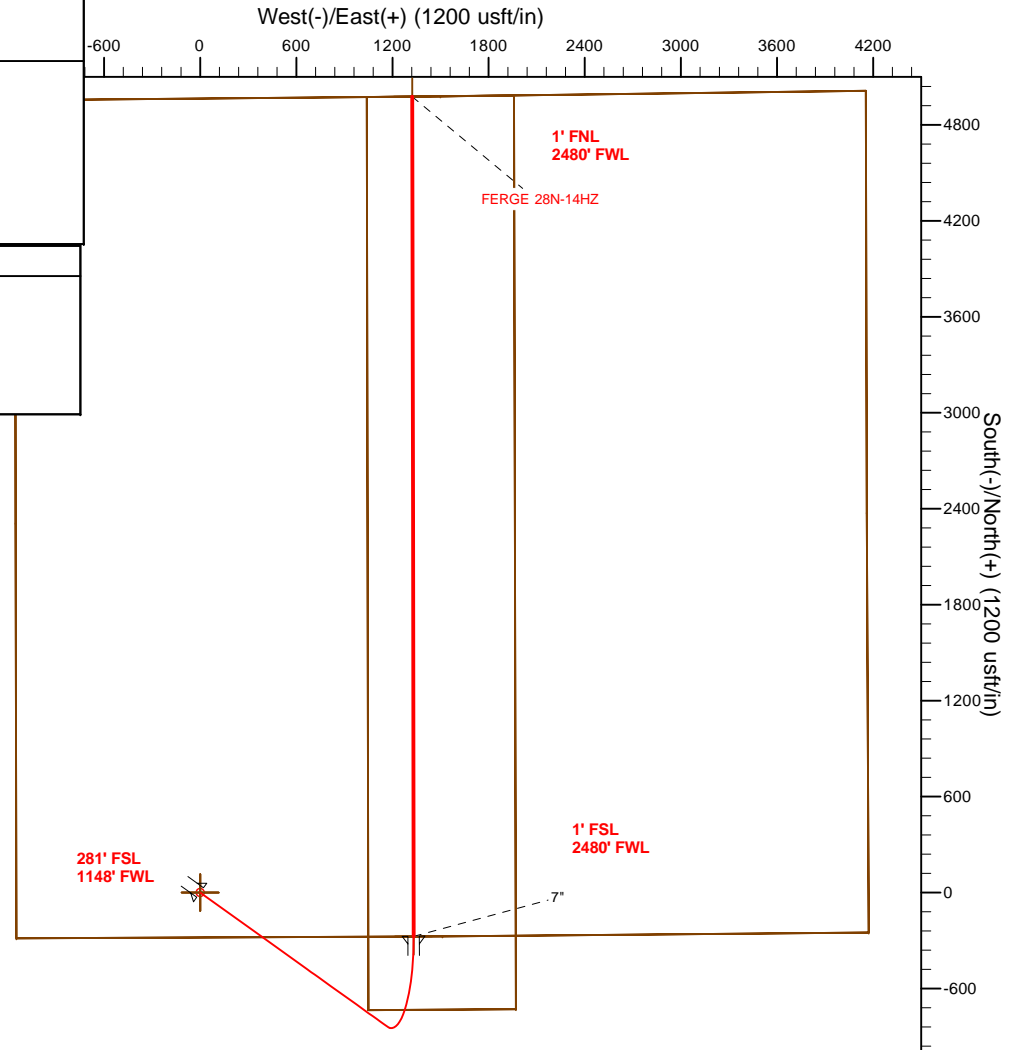 West(-)/East(+) (1200 usft/in)
-600 0 600 1200 1800 2400 3000 3600 4200
4800
4200
3600
3000
2400
1800
1200
600
0
-600
South(-)/North(+) (1200 usft/in)
1' FNL
2480' FWL
FERGE 28N-14HZ
1' FSL
2480' FWL
281' FSL
1148' FWL
7"